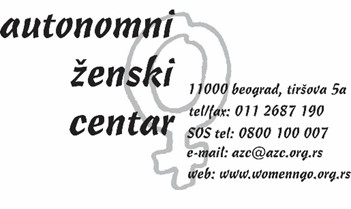 autonomni
ženski
centar
11000 beograd, tiršova 5a
tel/fax: 011 2687 190
SOS tel: 0800 100 007
e-mail: azc@azc.org.rs
web: www.womenngo.org.rs